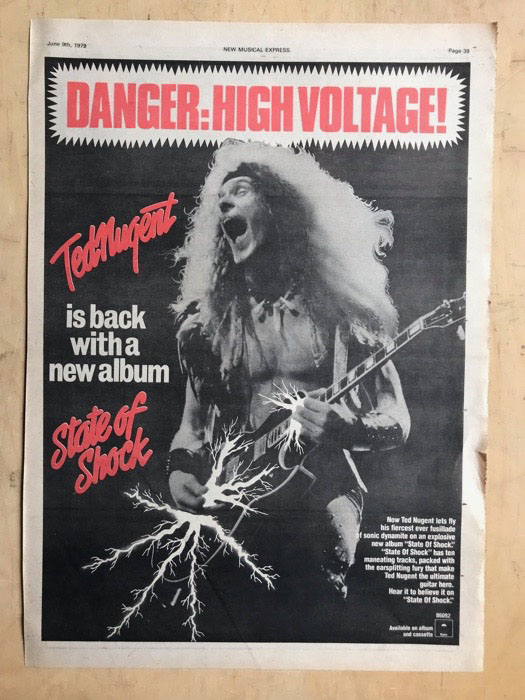 June 9th, 1979
NEW MUSICAL EXPRESS
Page 39
DANGER: HIGH VOLTAGE!
Ted Nugent
is back
with a
new album
State of
Shock
Now Ted Nugent lets fly
his fiercest ever fusillade
of sonic dynamite on an explosive
new album "State Of Shock."
"State Of Shock" has ten
maneating tracks, packed with
the earsplitting fury that make
Ted Nugent the ultimate
guitar hero.
Hear it to believe it on
"State Of Shock."
86092
Available on album
and cassette
Epic